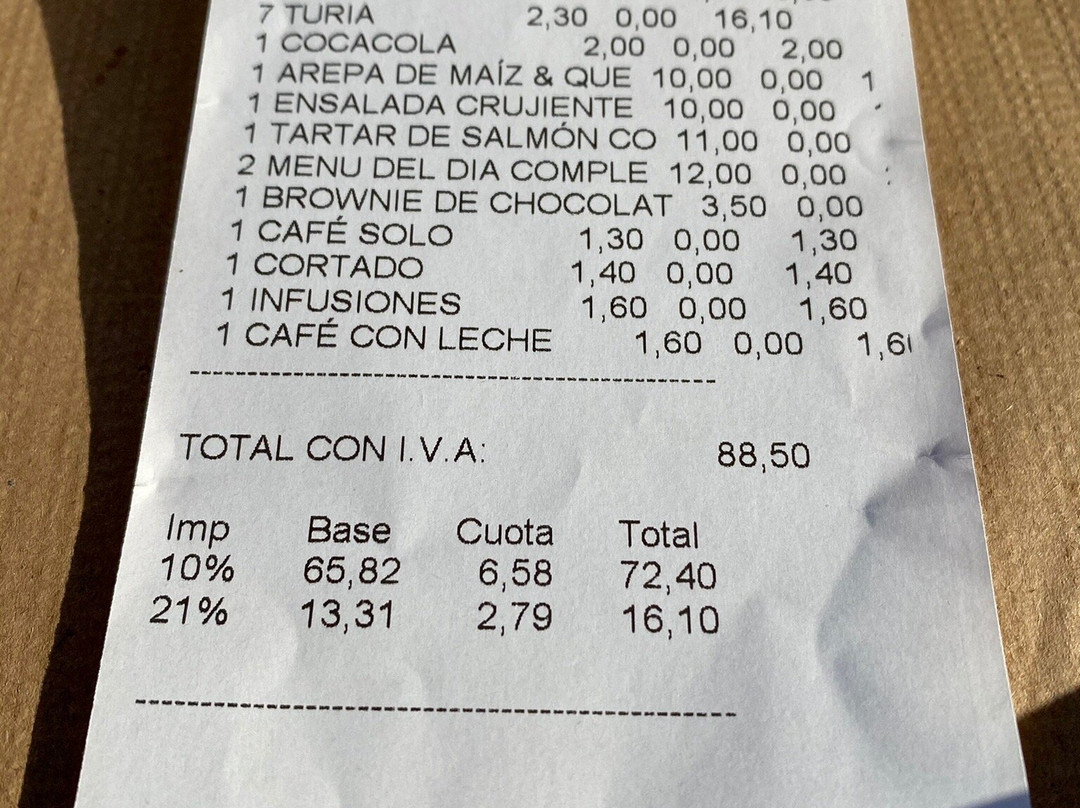 7 TURIA 2,30 0,00 16,10
1 COCACOLA 2,00 0,00 2,00
1 AREPA DE MAÍZ & QUE 10,00 0,00 1
1 ENSALADA CRUJIENTE 10,00 0,00
1 TARTAR DE SALMÓN CO 11,00 0,00
2 MENU DEL DIA COMPLE 12,00 0,00
1 BROWNIE DE CHOCOLAT 3,50 0,00
1 CAFÉ SOLO 1,30 0,00 1,30
1 CORTADO 1,40 0,00 1,40
1 INFUSIONES 1,60 0,00 1,60
1 CAFÉ CON LECHE 1,60 0,00 1,6
TOTAL CON I.V.A: 88,50
Imp Base Cuota Total
10% 65,82 6,58 72,40
21% 13,31 2,79 16,10